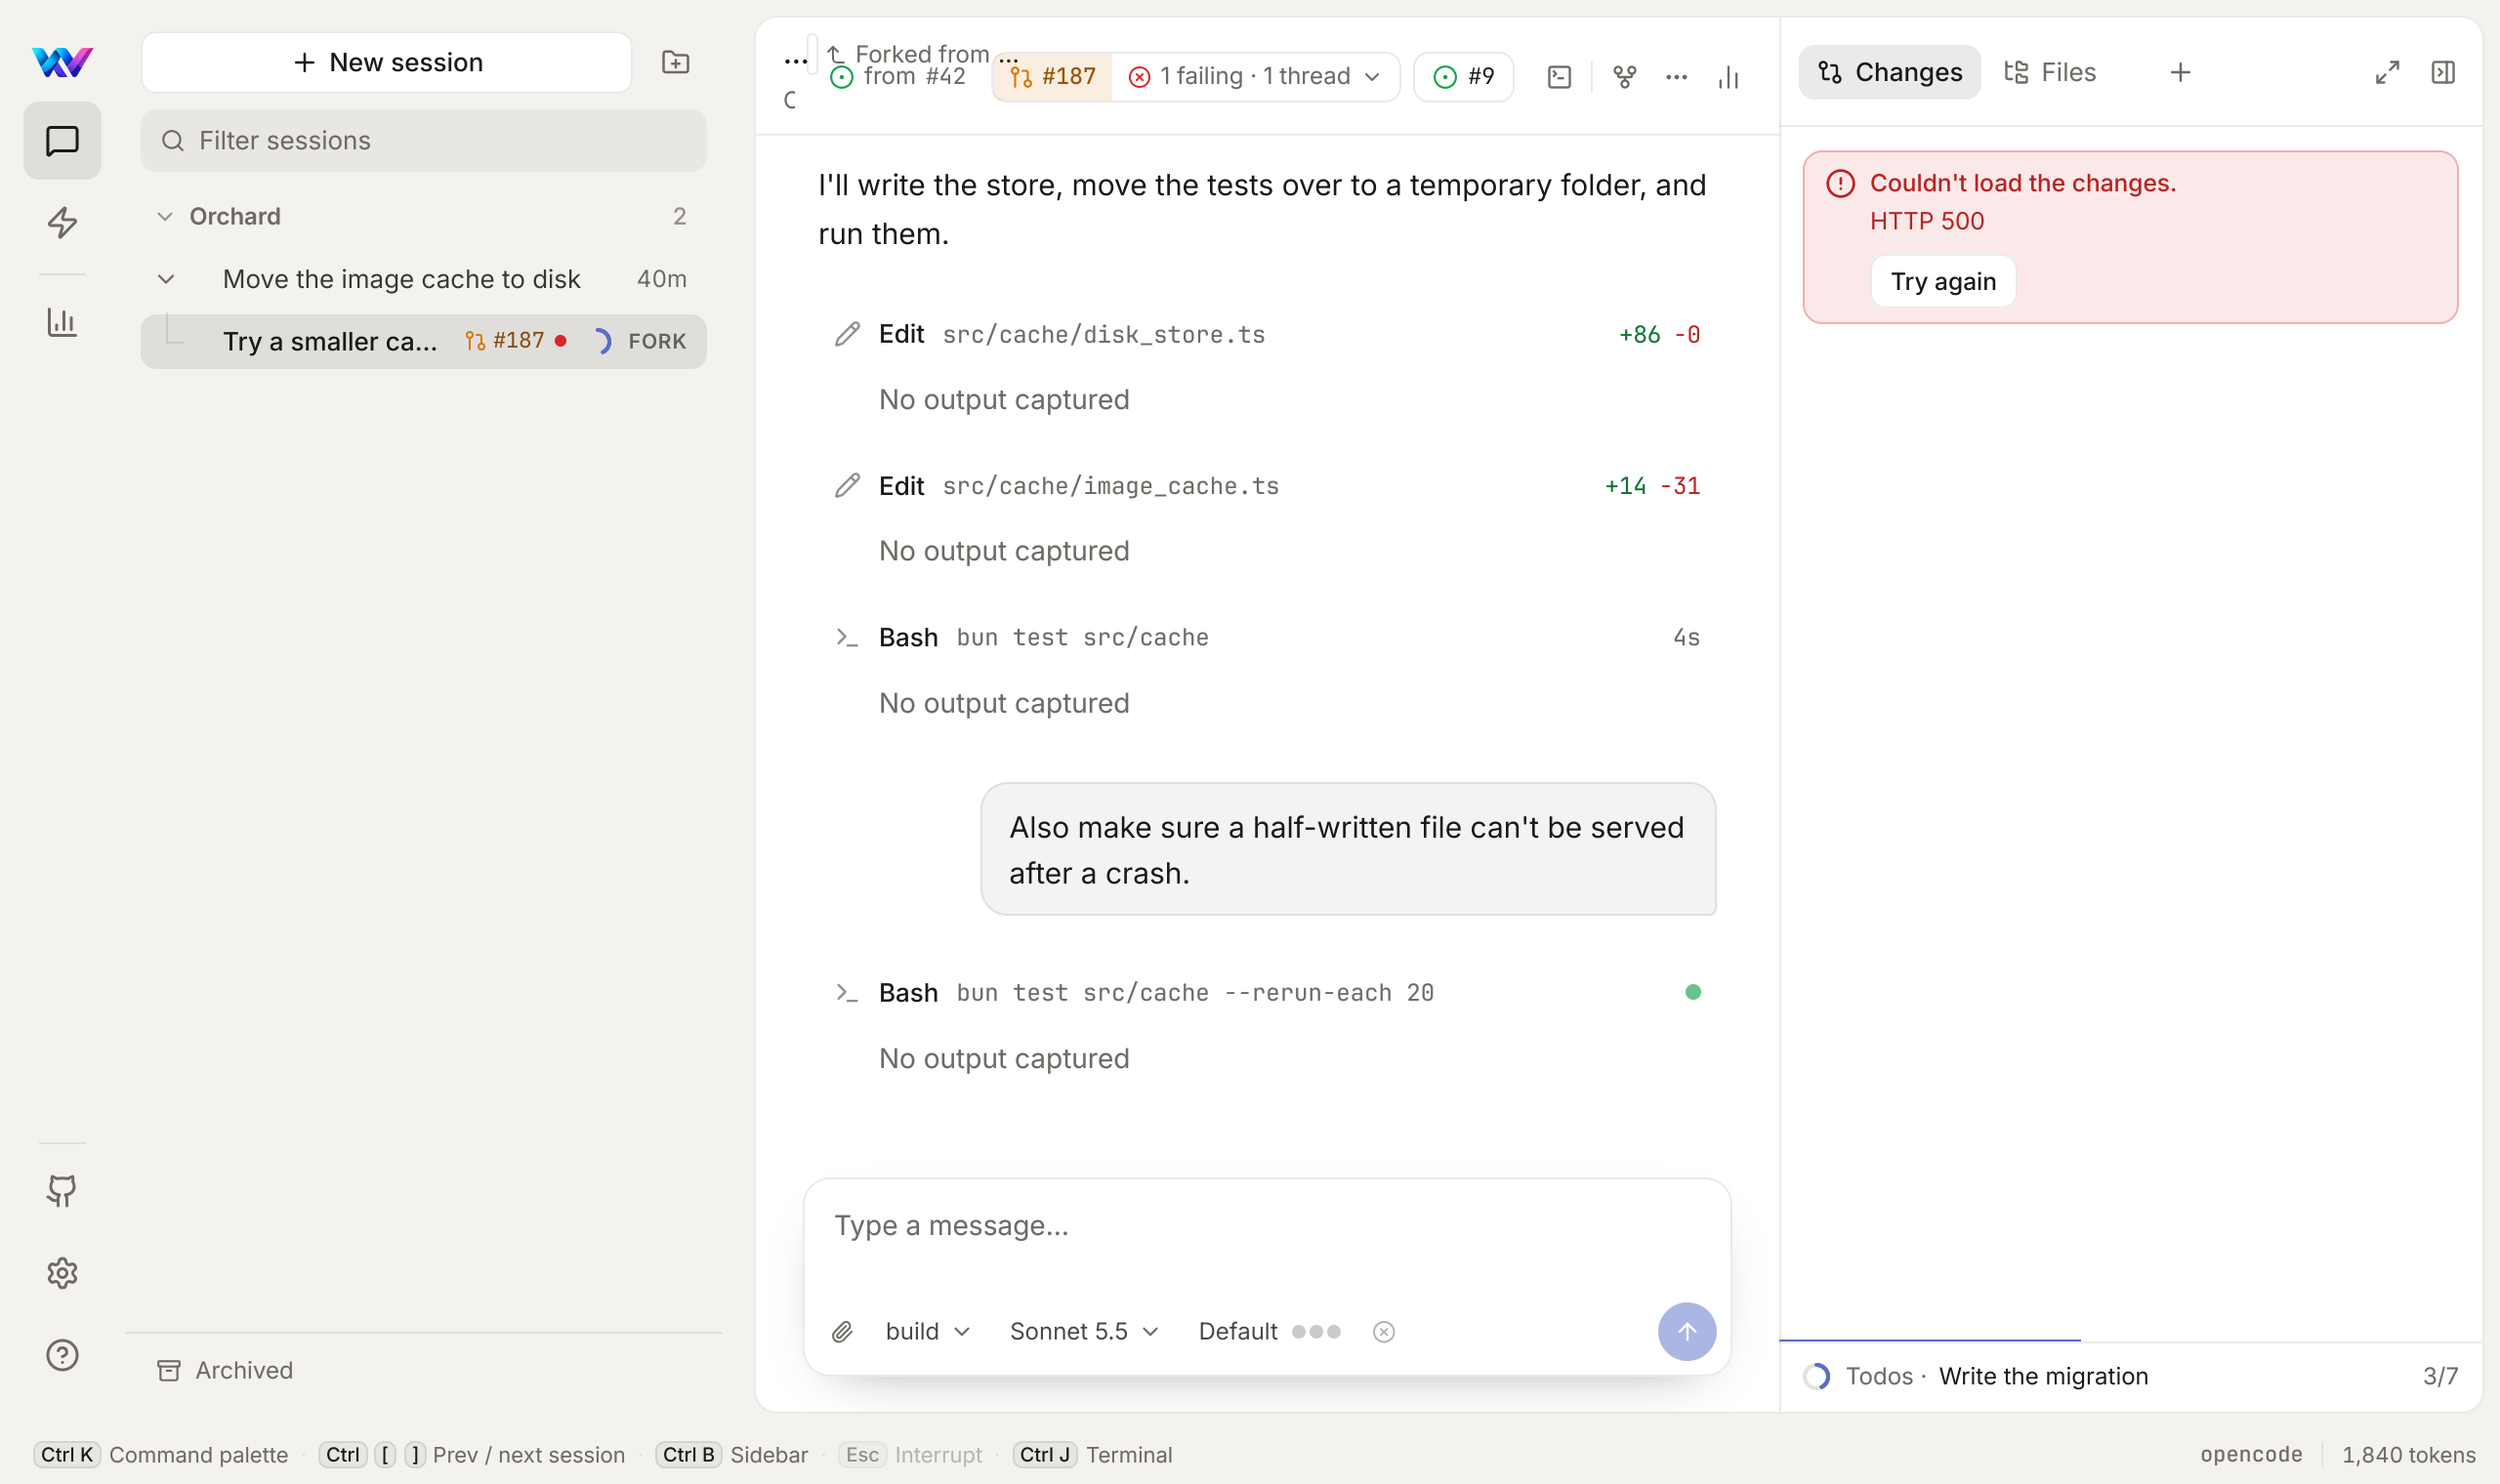 New session
Filter sessions
Orchard 2
Move the image cache to disk 40m
Try a smaller ca... #187 FORK
Archived
...
Forked from ...
from #42
#187
1 failing · 1 thread
#9
I'll write the store, move the tests over to a temporary folder, and
run them.
Edit src/cache/disk_store.ts +86 -0
No output captured
Edit src/cache/image_cache.ts +14 -31
No output captured
Bash bun test src/cache 4s
No output captured
Also make sure a half-written file can't be served
after a crash.
Bash bun test src/cache --rerun-each 20
No output captured
Type a message...
build Sonnet 5.5 Default
Changes Files
Couldn't load the changes.
HTTP 500
Try again
Todos · Write the migration 3/7
Ctrl K Command palette · Ctrl [ ] Prev / next session · Ctrl B Sidebar · Esc Interrupt · Ctrl J Terminal
opencode 1,840 tokens